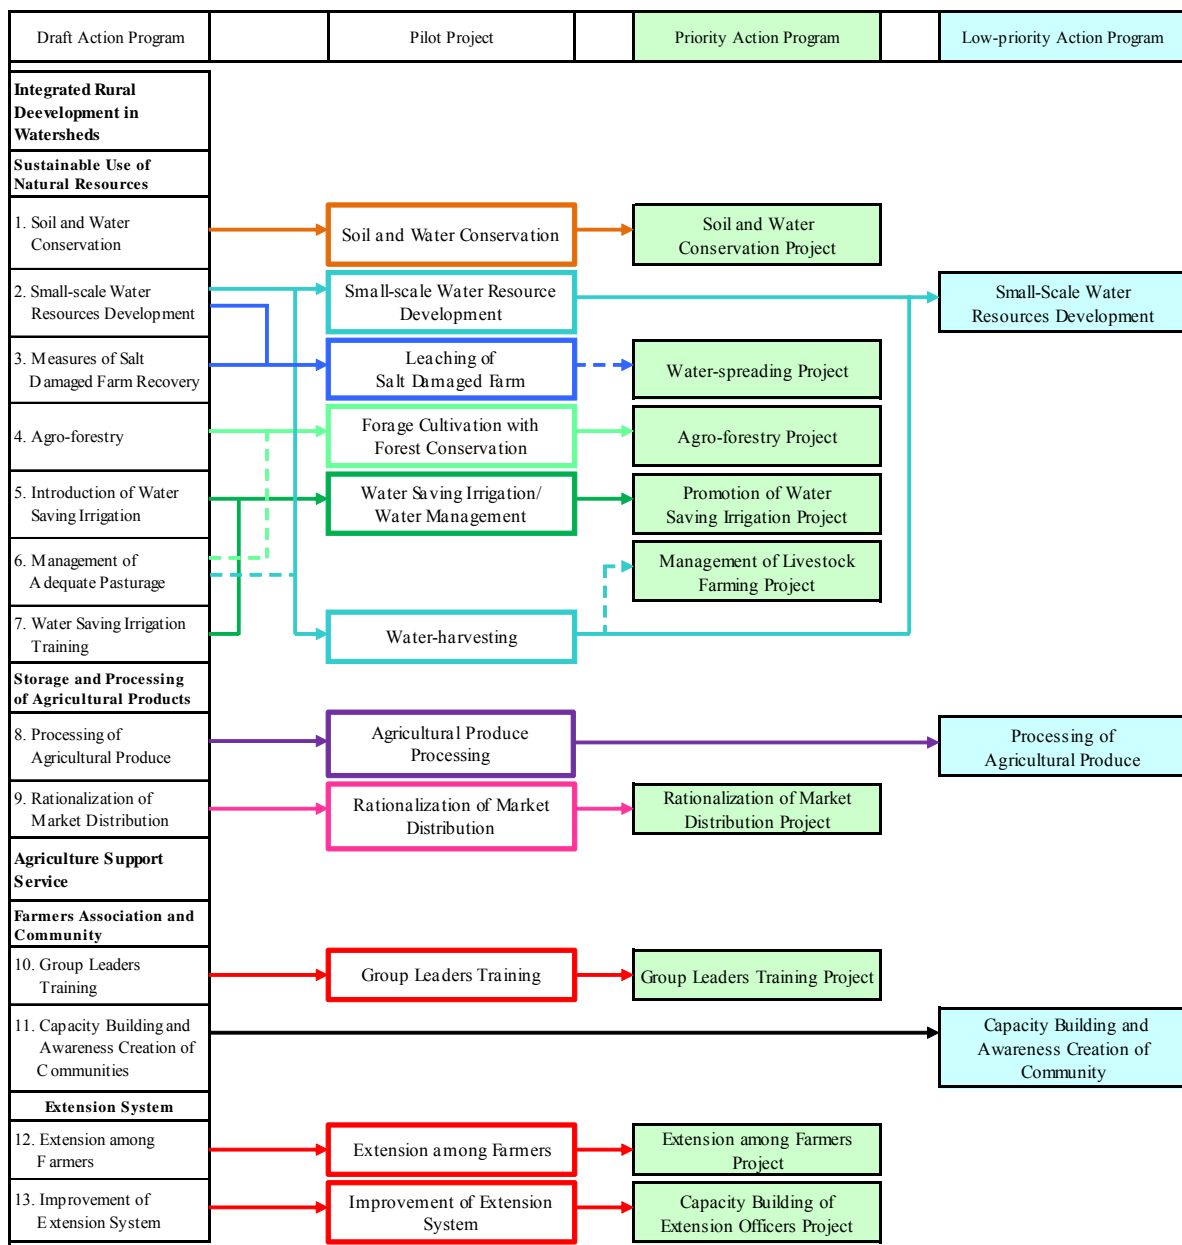 Draft Action Program
Pilot Project
Priority Action Program
Low-priority Action Program
Integrated Rural
Deevelopment in
Watersheds
Sustainable Use of
Natural Resources
1. Soil and Water
Conservation
Soil and Water Conservation
Soil and Water
Conservation Project
2. Small-scale Water
Resources Development
Small-scale Water Resource
Development
Small-Scale Water
Resources Development
3. Measures of Salt
Damaged Farm Recovery
Leaching of
Salt Damaged Farm
Water-spreading Project
4. Agro-forestry
Forage Cultivation with
Forest Conservation
Agro-forestry Project
5. Introduction of Water
Saving Irrigation
Water Saving Irrigation/
Water Management
Promotion of Water
Saving Irrigation Project
6. Management of
Adequate Pasturage
Management of Livestock
Farming Project
7. Water Saving Irrigation
Training
Water-harvesting
Storage and Processing
of Agricultural Products
8. Processing of
Agricultural Produce
Agricultural Produce
Processing
Processing of
Agricultural Produce
9. Rationalization of
Market Distribution
Rationalization of Market
Distribution
Rationalization of Market
Distribution Project
Agriculture Support
Service
Farmers Association and
Community
10. Group Leaders
Training
Group Leaders Training
Group Leaders Training Project
11. Capacity Building and
Awareness Creation of
Communities
Capacity Building and
Awareness Creation of
Community
Extension System
12. Extension among
Farmers
Extension among Farmers
Extension among Farmers
Project
13. Improvement of
Extension System
Improvement of Extension
System
Capacity Building of
Extension Officers Project